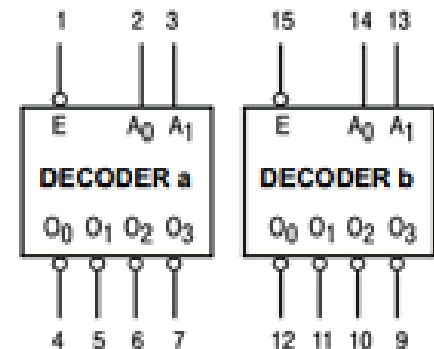 1 2 3 15 14 13
E A0 A1 E A0 A1
DECODER a DECODER b
O0 O1 O2 O3 O0 O1 O2 O3
4 5 6 7 12 11 10 9